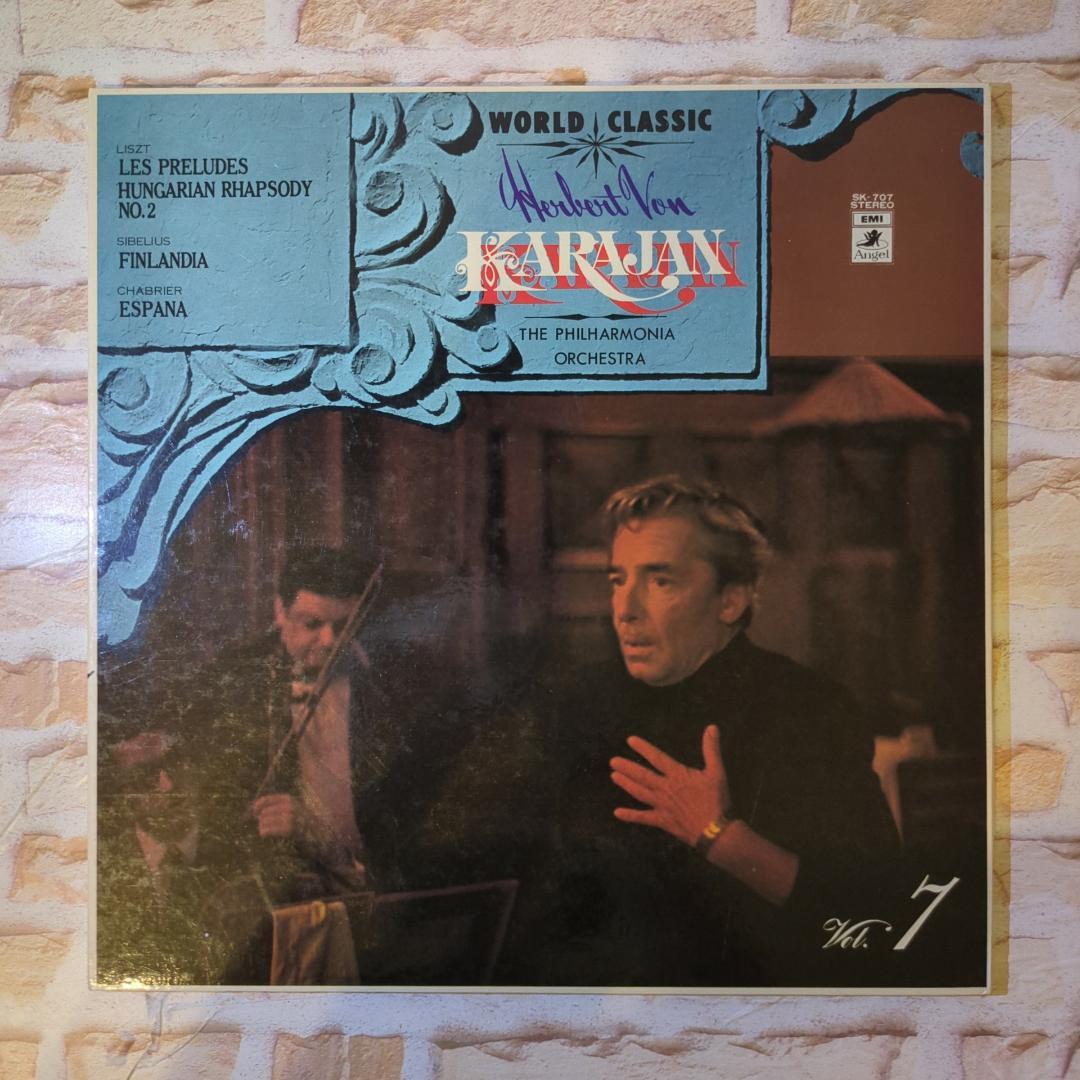 LISZT
LES PRELUDES
HUNGARIAN RHAPSODY
NO.2
SIBELIUS
FINLANDIA
CHABRIER
ESPANA
WORLD CLASSIC
Herbert Von
KARAJAN
THE PHILHARMONIA
ORCHESTRA
SK-707
STEREO
EMI
Angel
Vol. 7